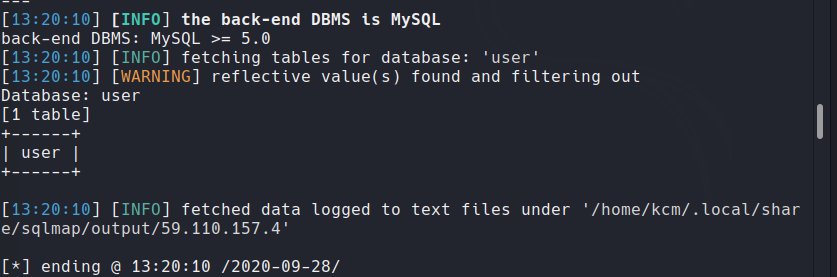 ---
[13:20:10] [INFO] the back-end DBMS is MySQL
back-end DBMS: MySQL >= 5.0
[13:20:10] [INFO] fetching tables for database: 'user'
[13:20:10] [WARNING] reflective value(s) found and filtering out
Database: user
[1 table]
+------+
| user |
+------+
[13:20:10] [INFO] fetched data logged to text files under '/home/kcm/.local/shar
e/sqlmap/output/59.110.157.4'
[*] ending @ 13:20:10 /2020-09-28/